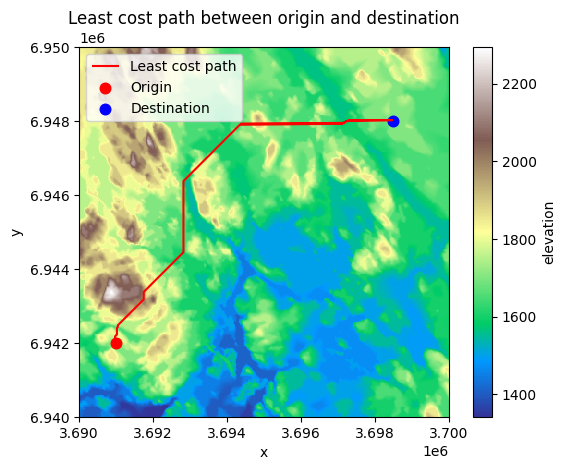 Least cost path between origin and destination
1e6
6.950
6.948
6.946
6.944
6.942
6.940
y
Least cost path
Origin
Destination
3.690
3.692
3.694
3.696
3.698
3.700
1e6
x
2200
2000
1800
1600
1400
elevation